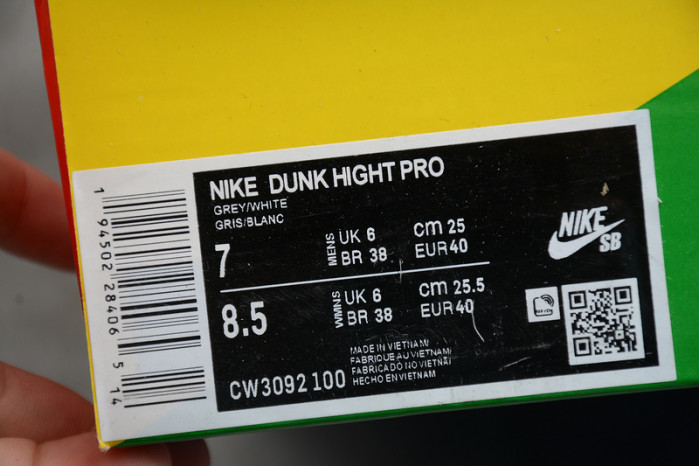 NIKE DUNK HIGHT PRO
GREY/WHITE
GRIS/BLANC
7
MENS
UK 6
BR 38
cm 25
EUR 40
8.5
WMNS
UK 6
BR 38
cm 25.5
EUR 40
MADE IN VIETNAM
FABRIQUE AU VIETNAM
FABRICADO NO VIETNAM
HECHO EN VIETNAM
CW3092 100
NIKE
SB
1 94502 28406 5 14